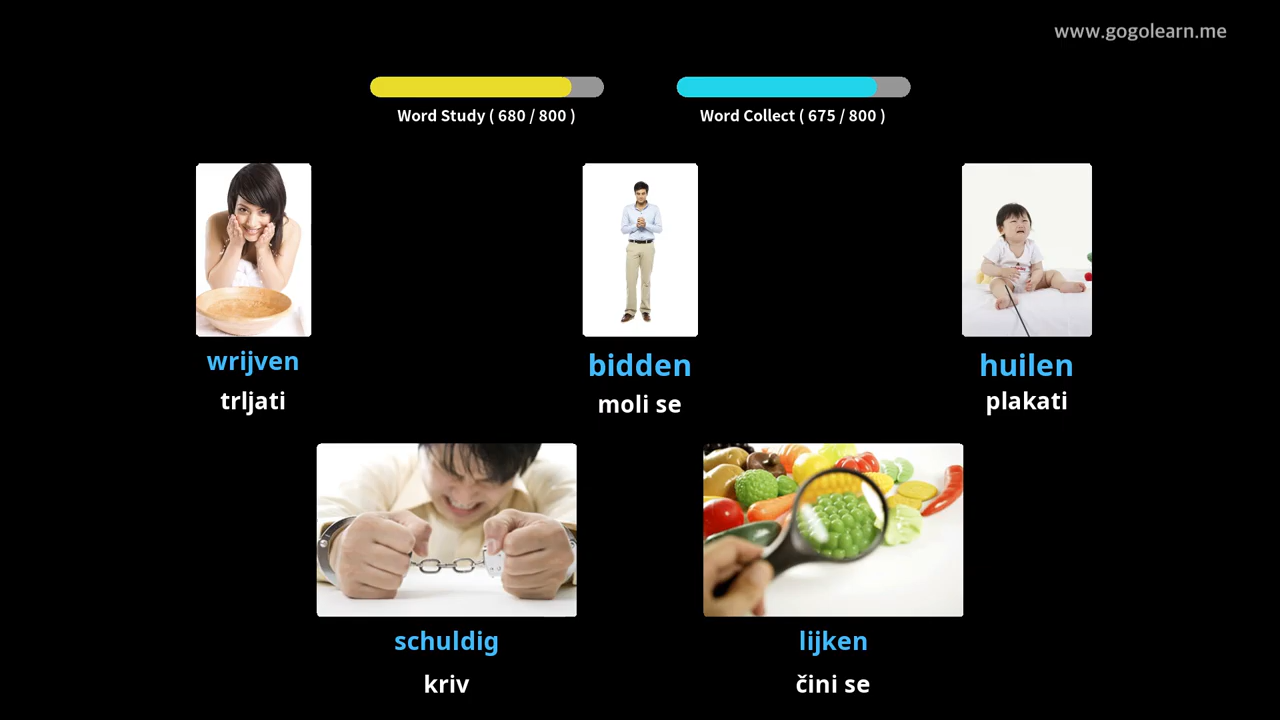 www.gogolearn.me
Word Study ( 680 / 800 )
Word Collect ( 675 / 800 )
wrijven
trljati
bidden
moli se
huilen
plakati
schuldig
kriv
lijken
čini se